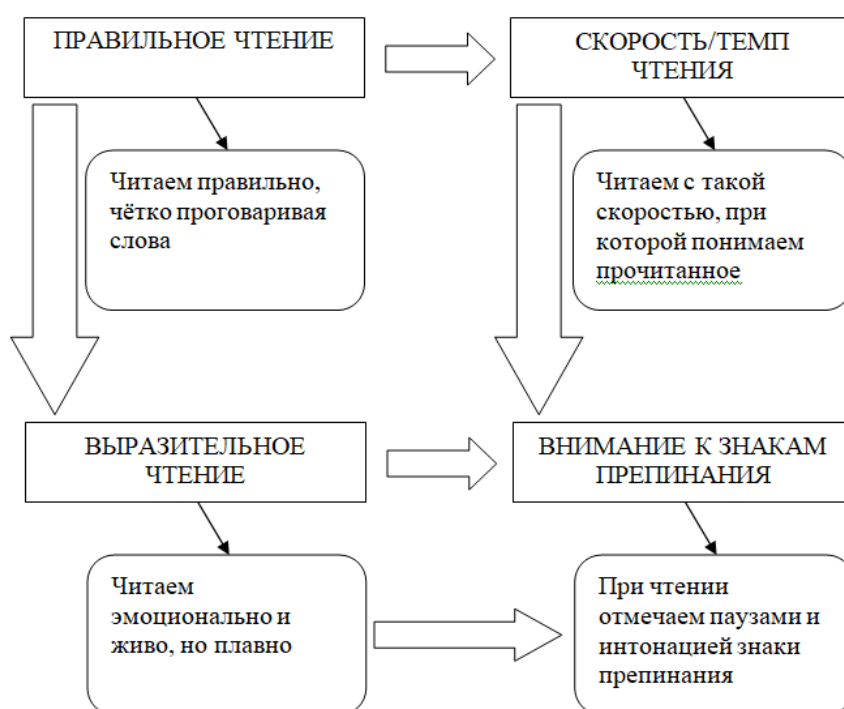 ПРАВИЛЬНОЕ ЧТЕНИЕ
СКОРОСТЬ/ТЕМП
ЧТЕНИЯ
Читаем правильно,
чётко проговаривая
слова
Читаем с такой
скоростью, при
которой понимаем
прочитанное
ВЫРАЗИТЕЛЬНОЕ
ЧТЕНИЕ
ВНИМАНИЕ К ЗНАКАМ
ПРЕПИНАНИЯ
Читаем
эмоционально и
живо, но плавно
При чтении
отмечаем паузами и
интонацией знаки
препинания